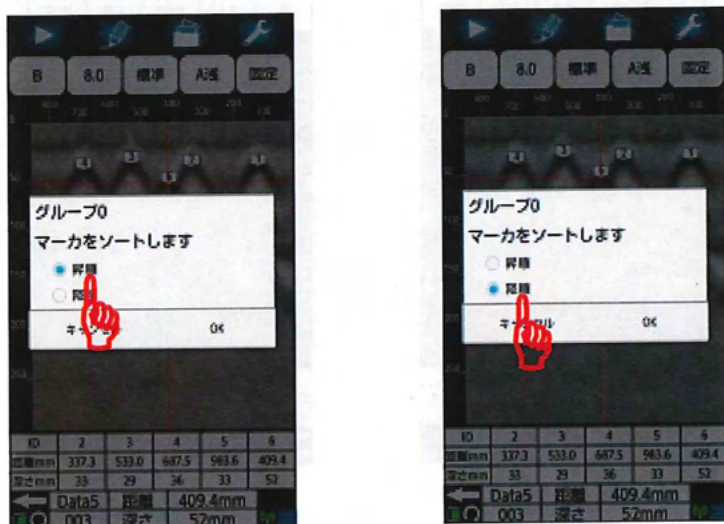 B 8.0 標準 A浅 固定
グループ0
マーカをソートします
昇順
キャンセル OK
ID 2 3 4 5 6
距離mm 337.3 533.0 687.5 983.6 409.4
深さmm 33 29 36 33 52
Data5 距離 409.4mm
003 深さ 52mm
B 8.0 標準 A浅 固定
グループ0
マーカをソートします
昇順
降順
キャンセル OK
ID 2 3 4 5 6
距離mm 337.3 533.0 687.5 983.6 409.4
深さmm 33 29 36 33 52
Data5 距離 409.4mm
003 深さ 52mm